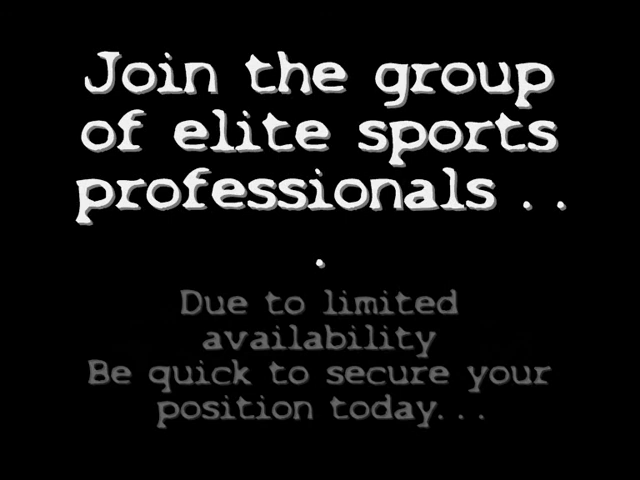 Join the group
of elite sports
professionals . .
.
Due to limited
availability
Be quick to secure your
position today...